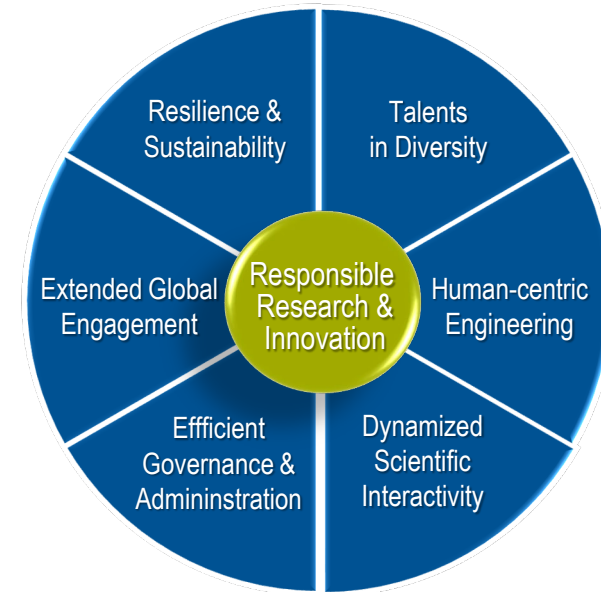 Resilience &
Sustainability
Talents
in Diversity
Extended Global
Engagement
Responsible
Research &
Innovation
Human-centric
Engineering
Effficient
Governance &
Admininstration
Dynamized
Scientific
Interactivity